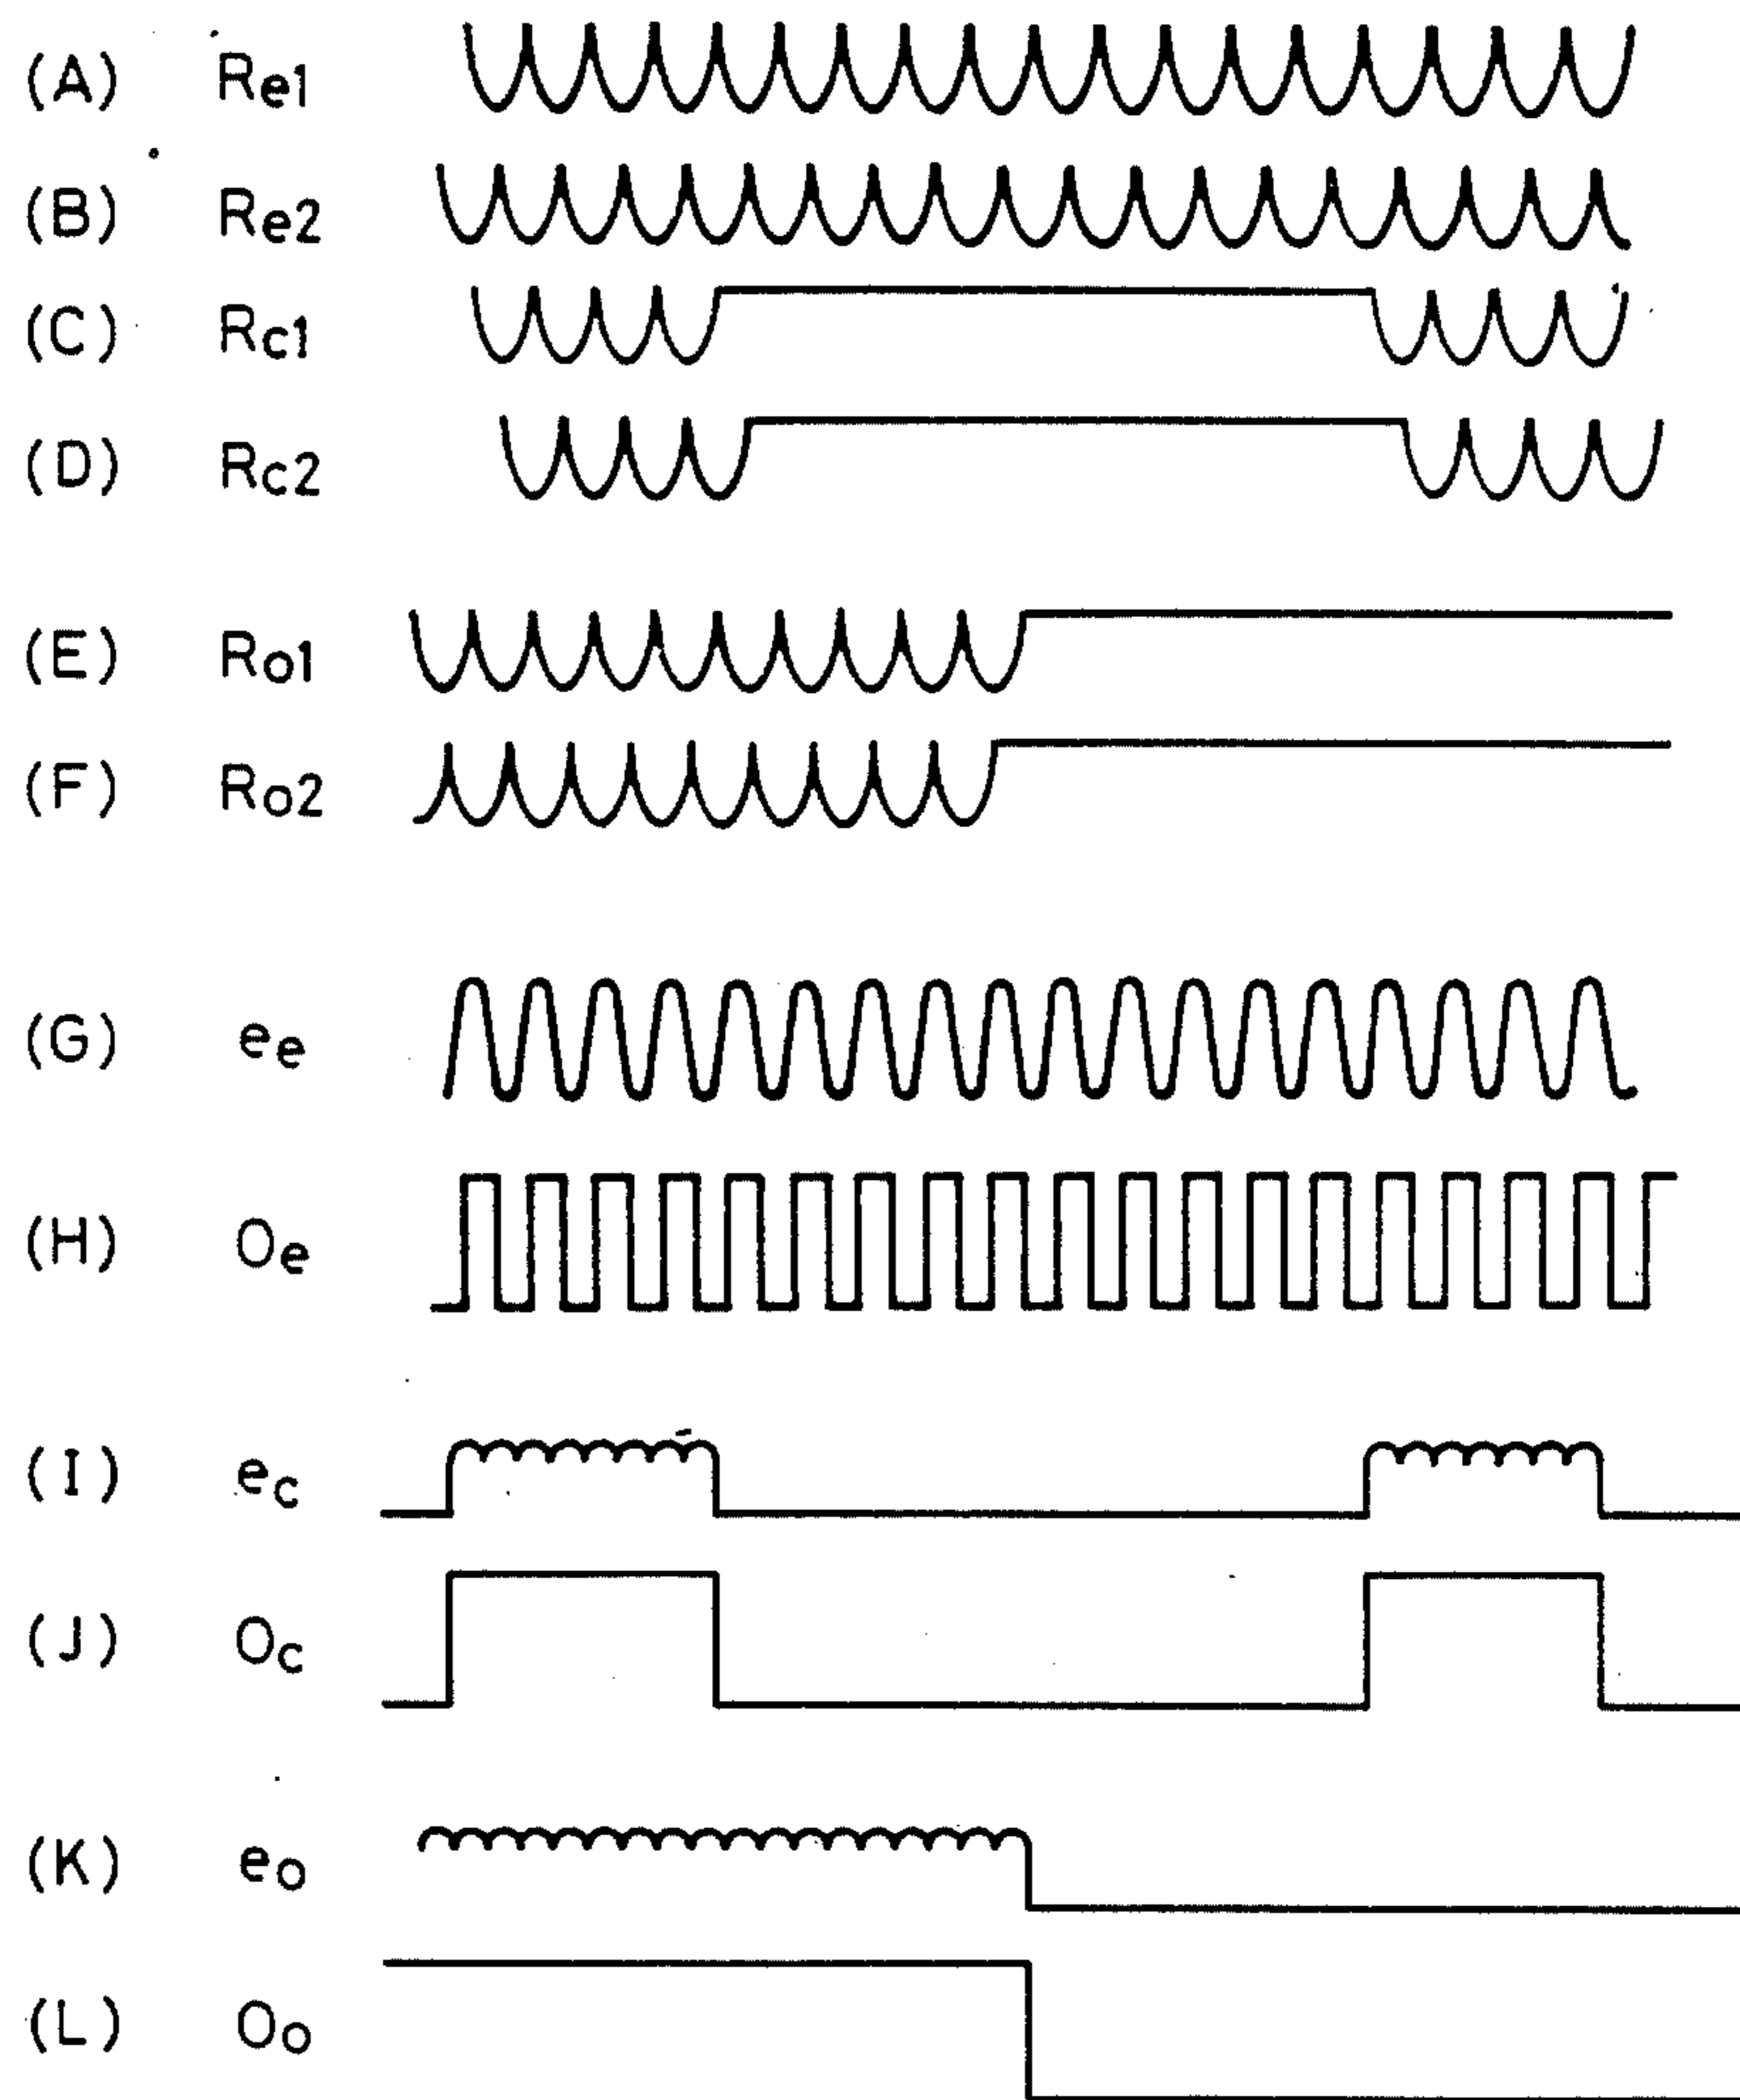 (A) Re1
(B) Re2
(C) Rc1
(D) Rc2
(E) Ro1
(F) Ro2
(G) ee
(H) Oe
(I) ec
(J) Oc
(K) eo
(L) Oo